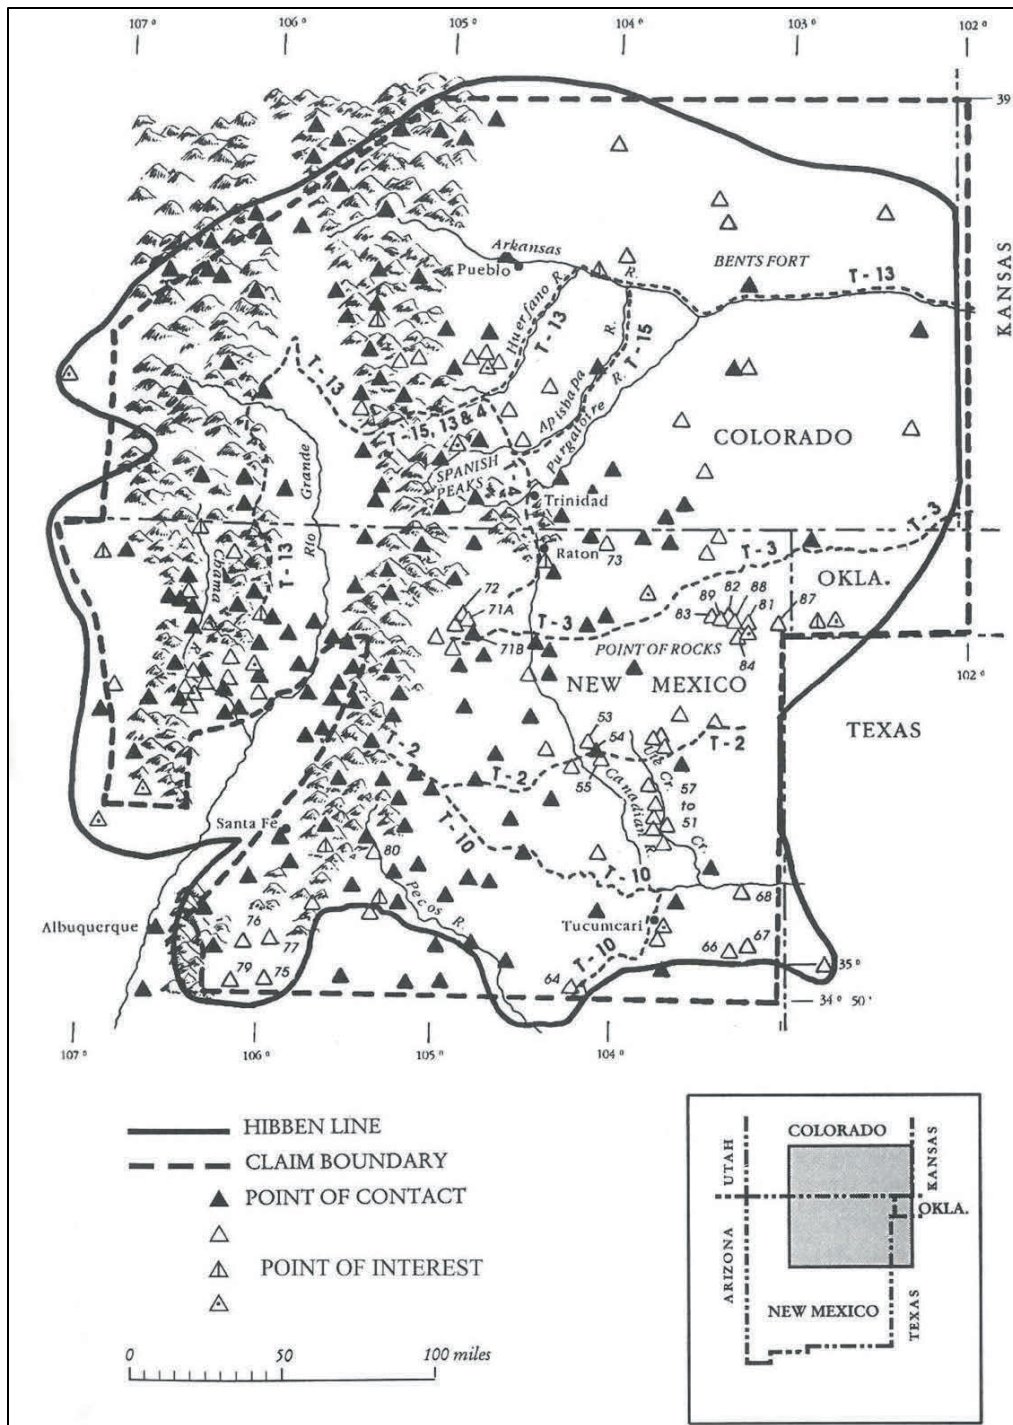 107° 106° 105° 104° 103° 102°
39
Arkansas
Pueblo
BENTS FORT
T-13
KANSAS
Huerfano R.
T-13
R.
Apishapa R.
T-15
Purgatoire R.
T-13
T-15, 13 & 4
COLORADO
SPANISH
PEAKS
T-4
Trinidad
Rio Grande
T-3
Raton
73
T-3
OKLA.
Chama R.
T-13
72
71A
T-3
71B
89 82 88
83 81 87
84
POINT OF ROCKS
102°
NEW MEXICO
TEXAS
53
54
T-2
T-2
55
T-2
Ute Cr.
57
to
51
Canadian R.
Cr.
Santa Fe
T-10
80
T-10
Pecos R.
68
Albuquerque
76
77
Tucumcari
T-10
66 67
79 75
64
35°
34° 50'
107° 106° 105° 104°
HIBBEN LINE
CLAIM BOUNDARY
POINT OF CONTACT
POINT OF INTEREST
0 50 100 miles
COLORADO
UTAH
KANSAS
OKLA.
ARIZONA
NEW MEXICO
TEXAS